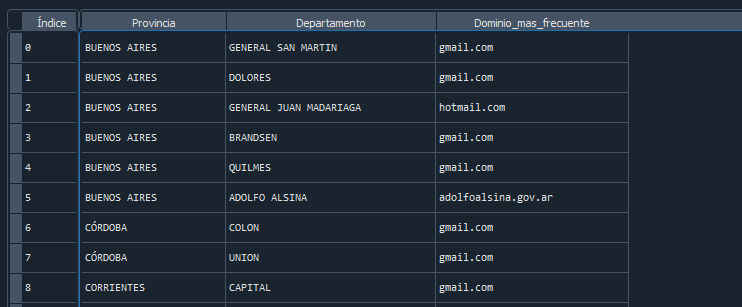 Índice Provincia Departamento Dominio_mas_frecuente
0 BUENOS AIRES GENERAL SAN MARTIN gmail.com
1 BUENOS AIRES DOLORES gmail.com
2 BUENOS AIRES GENERAL JUAN MADARIAGA hotmail.com
3 BUENOS AIRES BRANDSEN gmail.com
4 BUENOS AIRES QUILMES gmail.com
5 BUENOS AIRES ADOLFO ALSINA adolfoalsina.gov.ar
6 CÓRDOBA COLON gmail.com
7 CÓRDOBA UNION gmail.com
8 CORRIENTES CAPITAL gmail.com